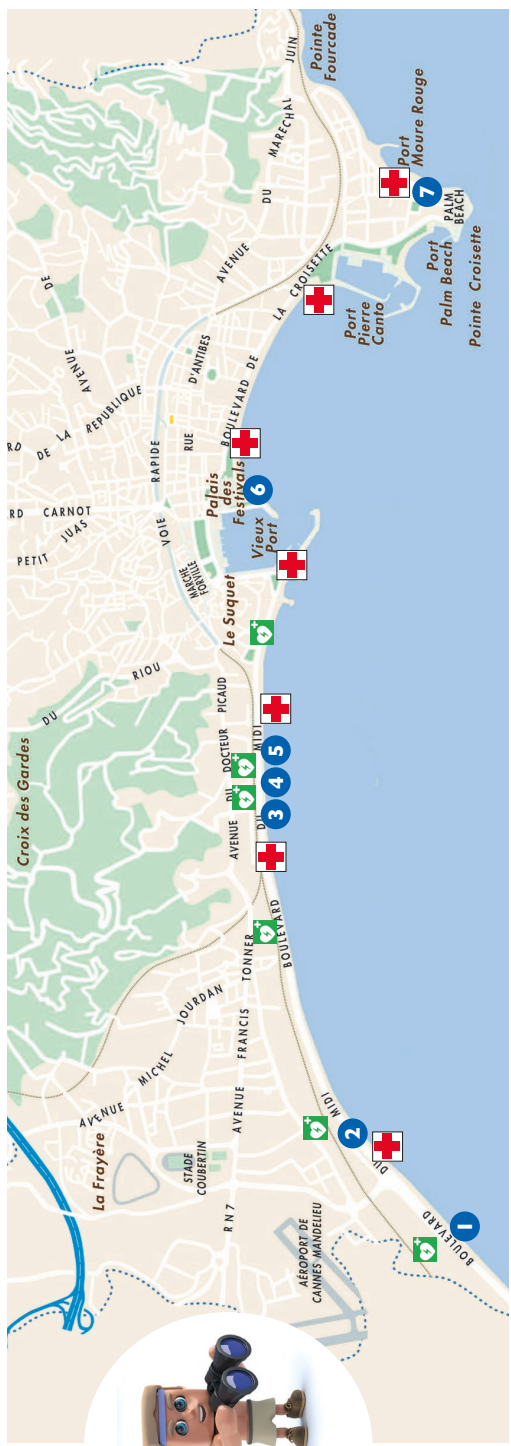 Croix des Gardes
La Frayère
AVENUE
MICHEL
JOURDAN
STADE
COUBERTIN
RN7
AVENUE
FRANCIS
TONNER
AÉROPORT DE
CANNES MANDELIEU
BOULEVARD
DU
MIDI
1
2
BOULEVARD
DU
MIDI
3
4
5
AVENUE
DU
DOCTEUR
PICAUD
DU
RIOU
Le Suquet
MARCHÉ
FORVILLE
Vieux
Port
Palais
des
Festivals
6
PETIT
JUAS
RD CARNOT
VOIE
RAPIDE
RD
DE
LA
REPUBLIQUE
AVENUE
DE
RUE
D'ANTIBES
BOULEVARD DE
LA CROISETTE
AVENUE
DU
MARECHAL
JUIN
Pointe
Fourcade
Port
Moure Rouge
7
PALM
BEACH
Port
Palm Beach
Pointe Croisette
Port
Pierre
Canto